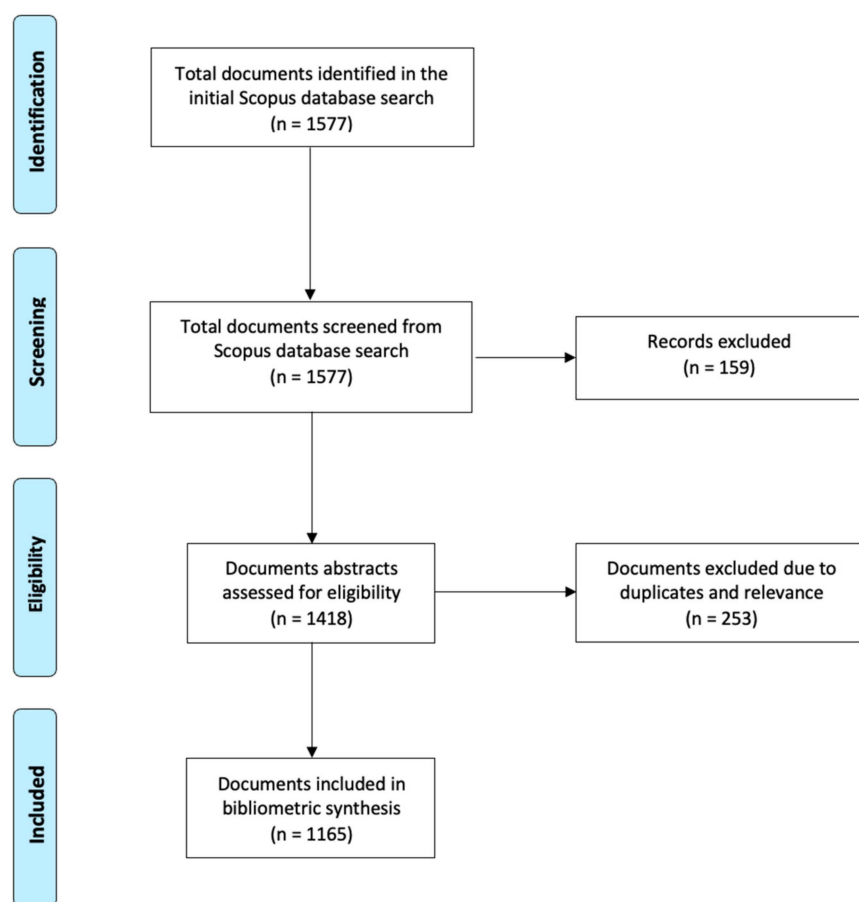 Identification
Total documents identified in the
initial Scopus database search
(n = 1577)
Screening
Total documents screened from
Scopus database search
(n = 1577)
Records excluded
(n = 159)
Eligibility
Documents abstracts
assessed for eligibility
(n = 1418)
Documents excluded due to
duplicates and relevance
(n = 253)
Included
Documents included in
bibliometric synthesis
(n = 1165)